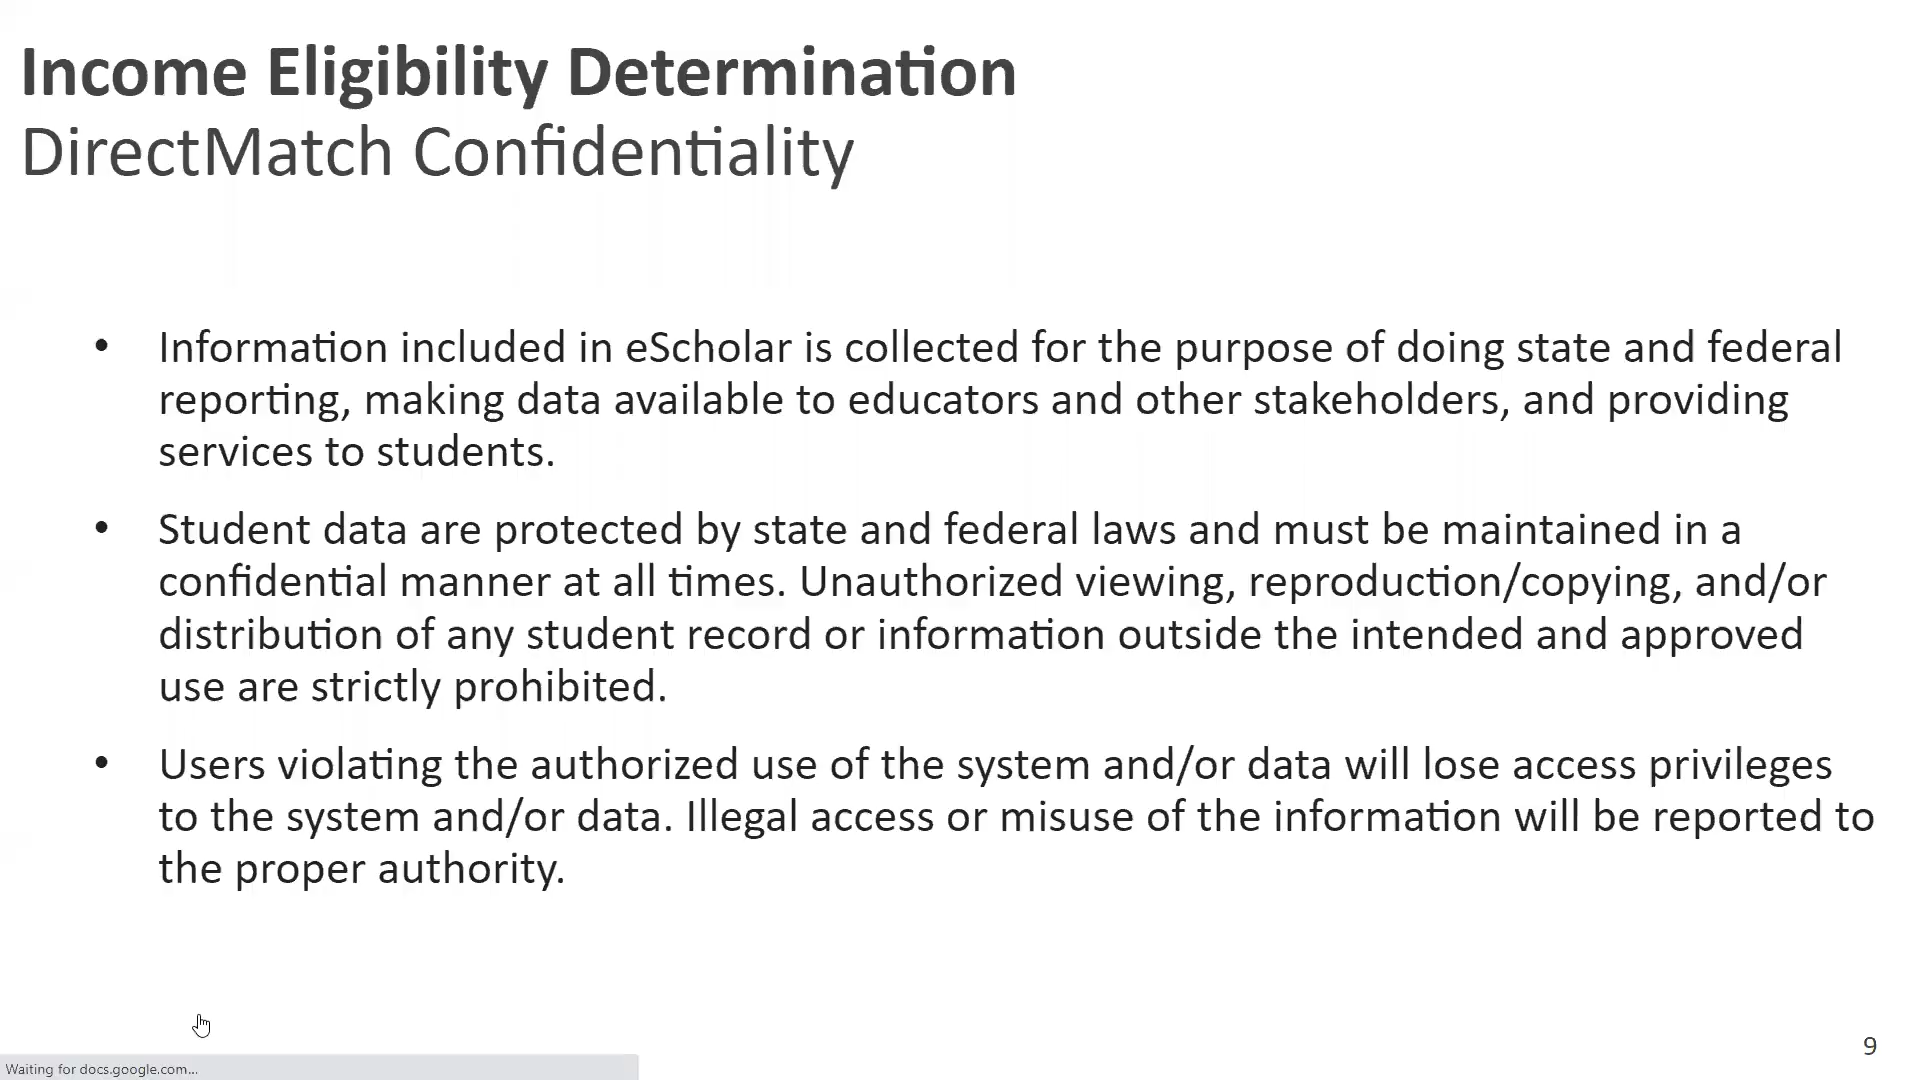 Income Eligibility Determination
DirectMatch Confidentiality
• Information included in eScholar is collected for the purpose of doing state and federal
reporting, making data available to educators and other stakeholders, and providing
services to students.
• Student data are protected by state and federal laws and must be maintained in a
confidential manner at all times. Unauthorized viewing, reproduction/copying, and/or
distribution of any student record or information outside the intended and approved
use are strictly prohibited.
• Users violating the authorized use of the system and/or data will lose access privileges
to the system and/or data. Illegal access or misuse of the information will be reported to
the proper authority.
9
Waiting for docs.google.com...